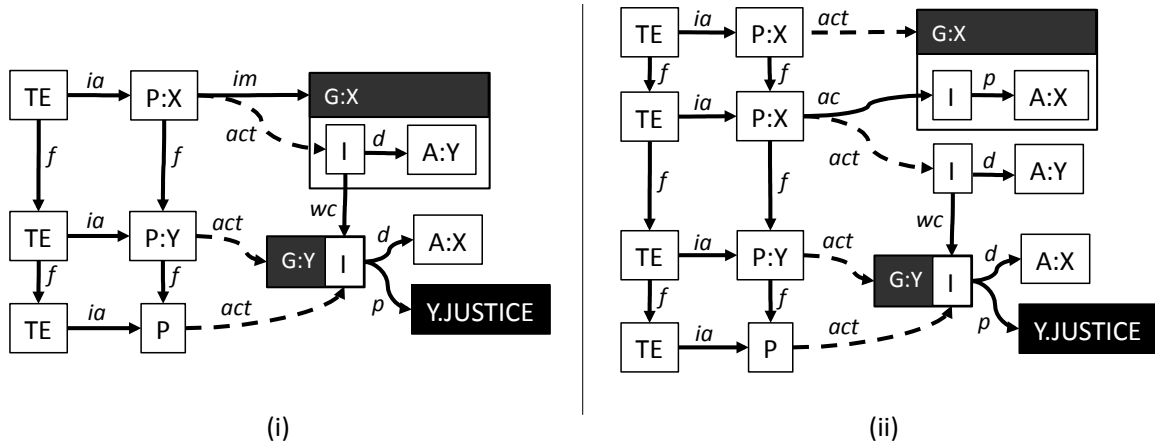 TE ia P:X im G:X
act I d A:Y
f f wc
TE ia P:Y act G:Y I d A:X
f f p Y.JUSTICE
TE ia P act
(i)
TE ia P:X act G:X
f f I p A:X
TE ia P:X ac
act I d A:Y
f f wc
TE ia P:Y act G:Y I d A:X
f f p Y.JUSTICE
TE ia P act
(ii)